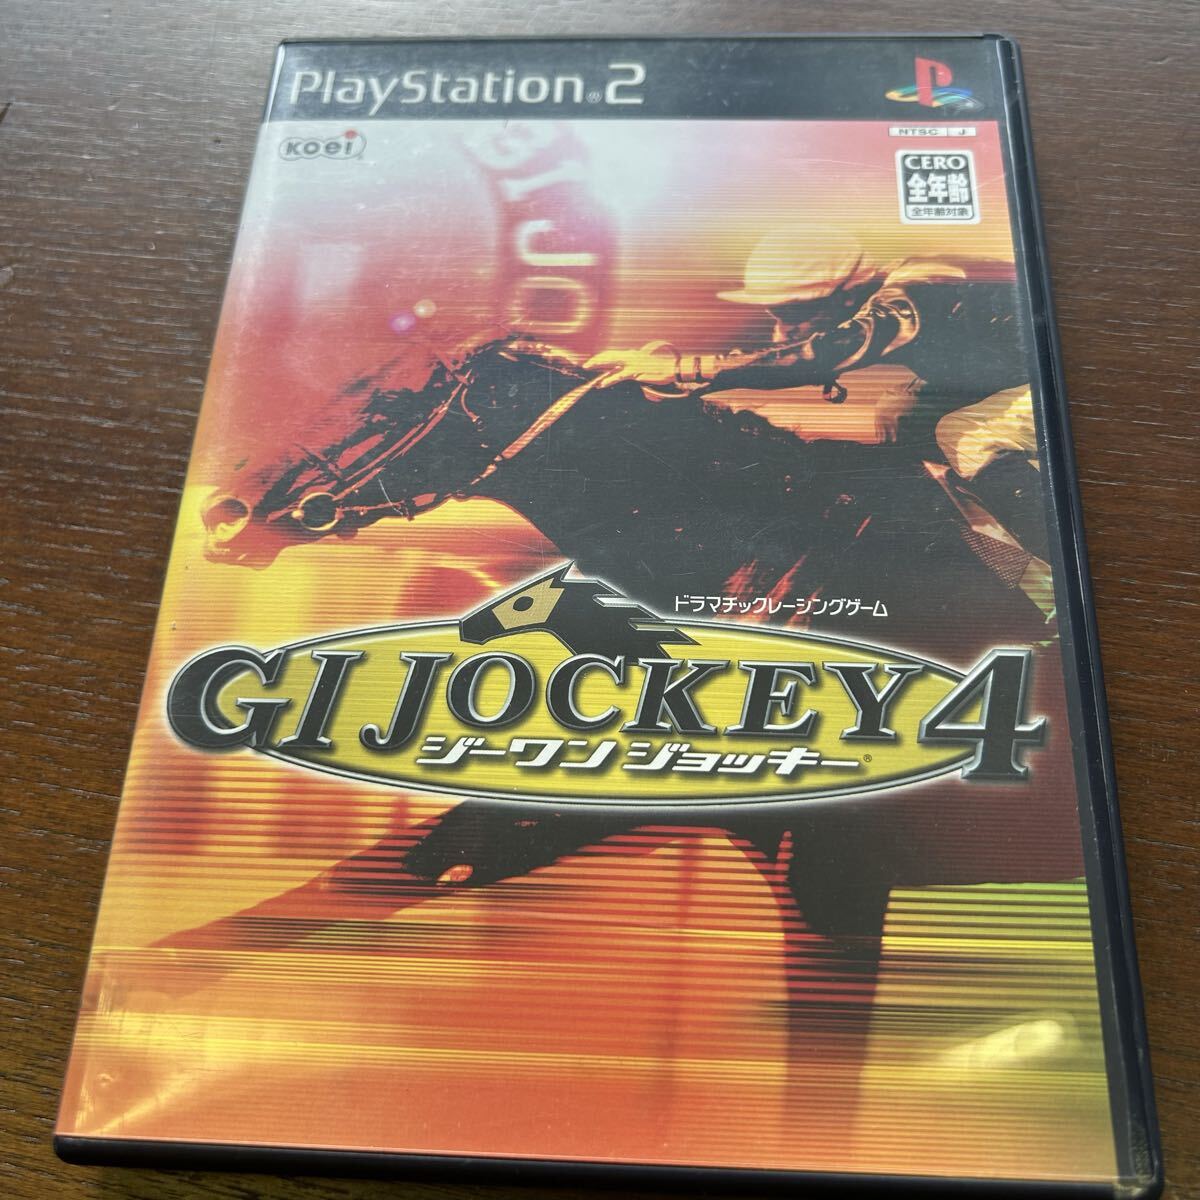 PlayStation®2
KOEI
NTSC J
CERO
全年齢
全年齢対象
GI JO
ドラマチックレーシングゲーム
GI JOCKEY 4
ジーワン ジョッキー®